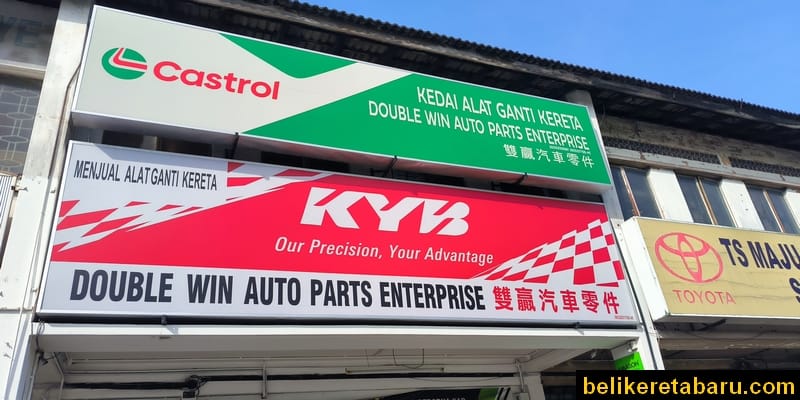 Castrol
KEDAI ALAT GANTI KERETA
DOUBLE WIN AUTO PARTS ENTERPRISE
雙贏汽車零件
MENJUAL ALATGANTI KERETA
KYB
Our Precision, Your Advantage
DOUBLE WIN AUTO PARTS ENTERPRISE 雙贏汽車零件
TS MAJU
TOYOTA
belikeretabaru.com